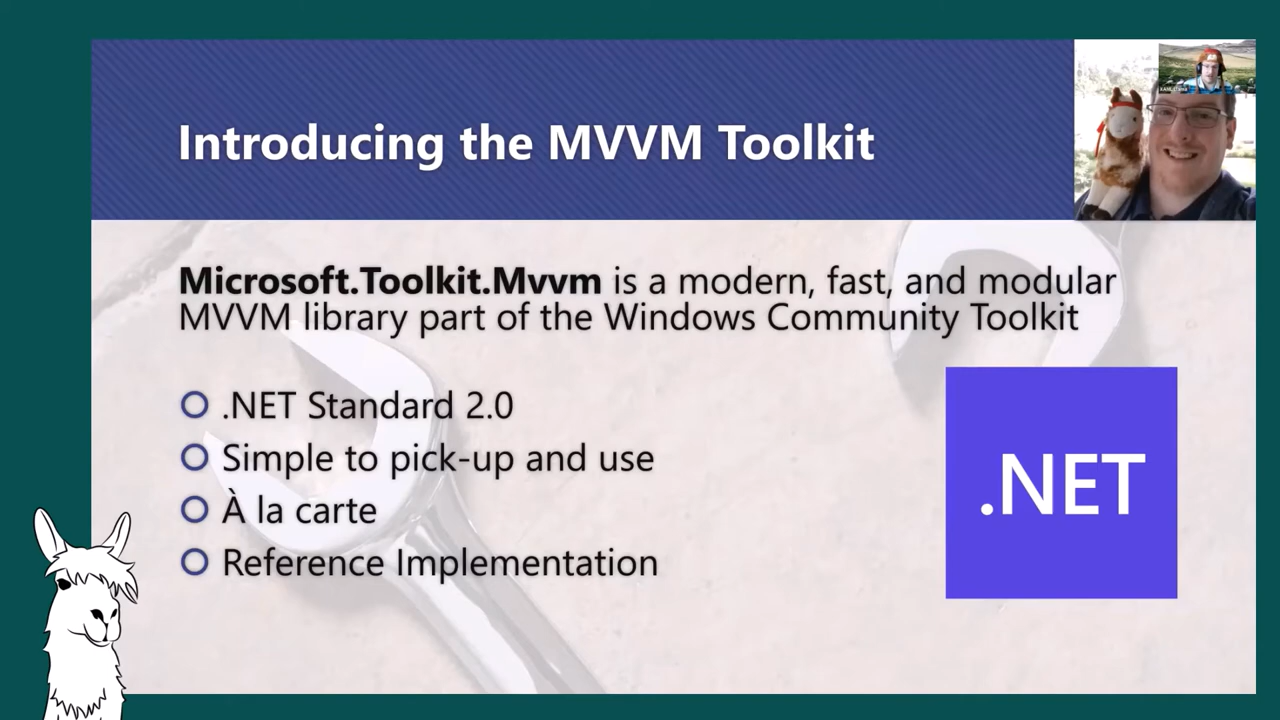 Introducing the MVVM Toolkit
Microsoft.Toolkit.Mvvm is a modern, fast, and modular
MVVM library part of the Windows Community Toolkit
.NET Standard 2.0
Simple to pick-up and use
À la carte
Reference Implementation
.NET